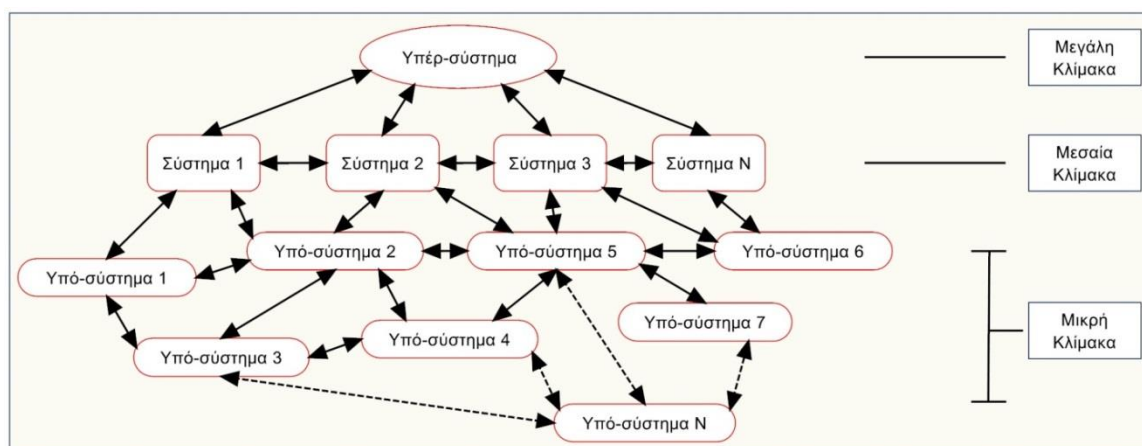 Υπέρ-σύστημα
Μεγάλη
Κλίμακα
Σύστημα 1
Σύστημα 2
Σύστημα 3
Σύστημα Ν
Μεσαία
Κλίμακα
Υπό-σύστημα 2
Υπό-σύστημα 5
Υπό-σύστημα 6
Υπό-σύστημα 1
Υπό-σύστημα 7
Υπό-σύστημα 4
Υπό-σύστημα 3
Μικρή
Κλίμακα
Υπό-σύστημα Ν